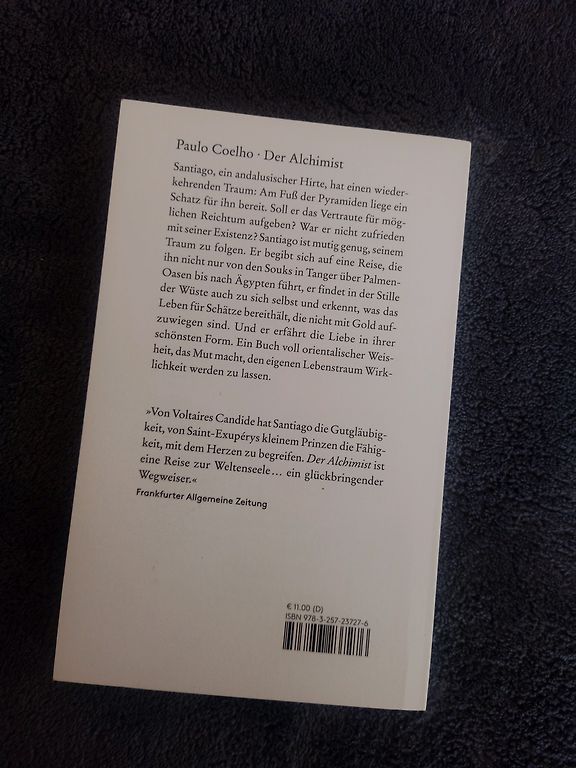 Paulo Coelho · Der Alchimist
Santiago, ein andalusischer Hirte, hat einen wieder-
kehrenden Traum: Am Fuß der Pyramiden liege ein
Schatz für ihn bereit. Soll er das Vertraute für mög-
lichen Reichtum aufgeben? War er nicht zufrieden
mit seiner Existenz? Santiago ist mutig genug, seinem
Traum zu folgen. Er begibt sich auf eine Reise, die
ihn nicht nur von den Souks in Tanger über Palmen-
Oasen bis nach Ägypten führt, er findet in der Stille
der Wüste auch zu sich selbst und erkennt, was das
Leben für Schätze bereithält, die nicht mit Gold auf-
zuwiegen sind. Und er erfährt die Liebe in ihrer
schönsten Form. Ein Buch voll orientalischer Weis-
heit, das Mut macht, den eigenen Lebenstraum Wirk-
lichkeit werden zu lassen.
»Von Voltaires Candide hat Santiago die Gutgläubig-
keit, von Saint-Exupérys kleinem Prinzen die Fähig-
keit, mit dem Herzen zu begreifen. Der Alchimist ist
eine Reise zur Weltenseele ... ein glückbringender
Wegweiser.«
Frankfurter Allgemeine Zeitung
€ 11.00 (D)
ISBN 978-3-257-23727-6